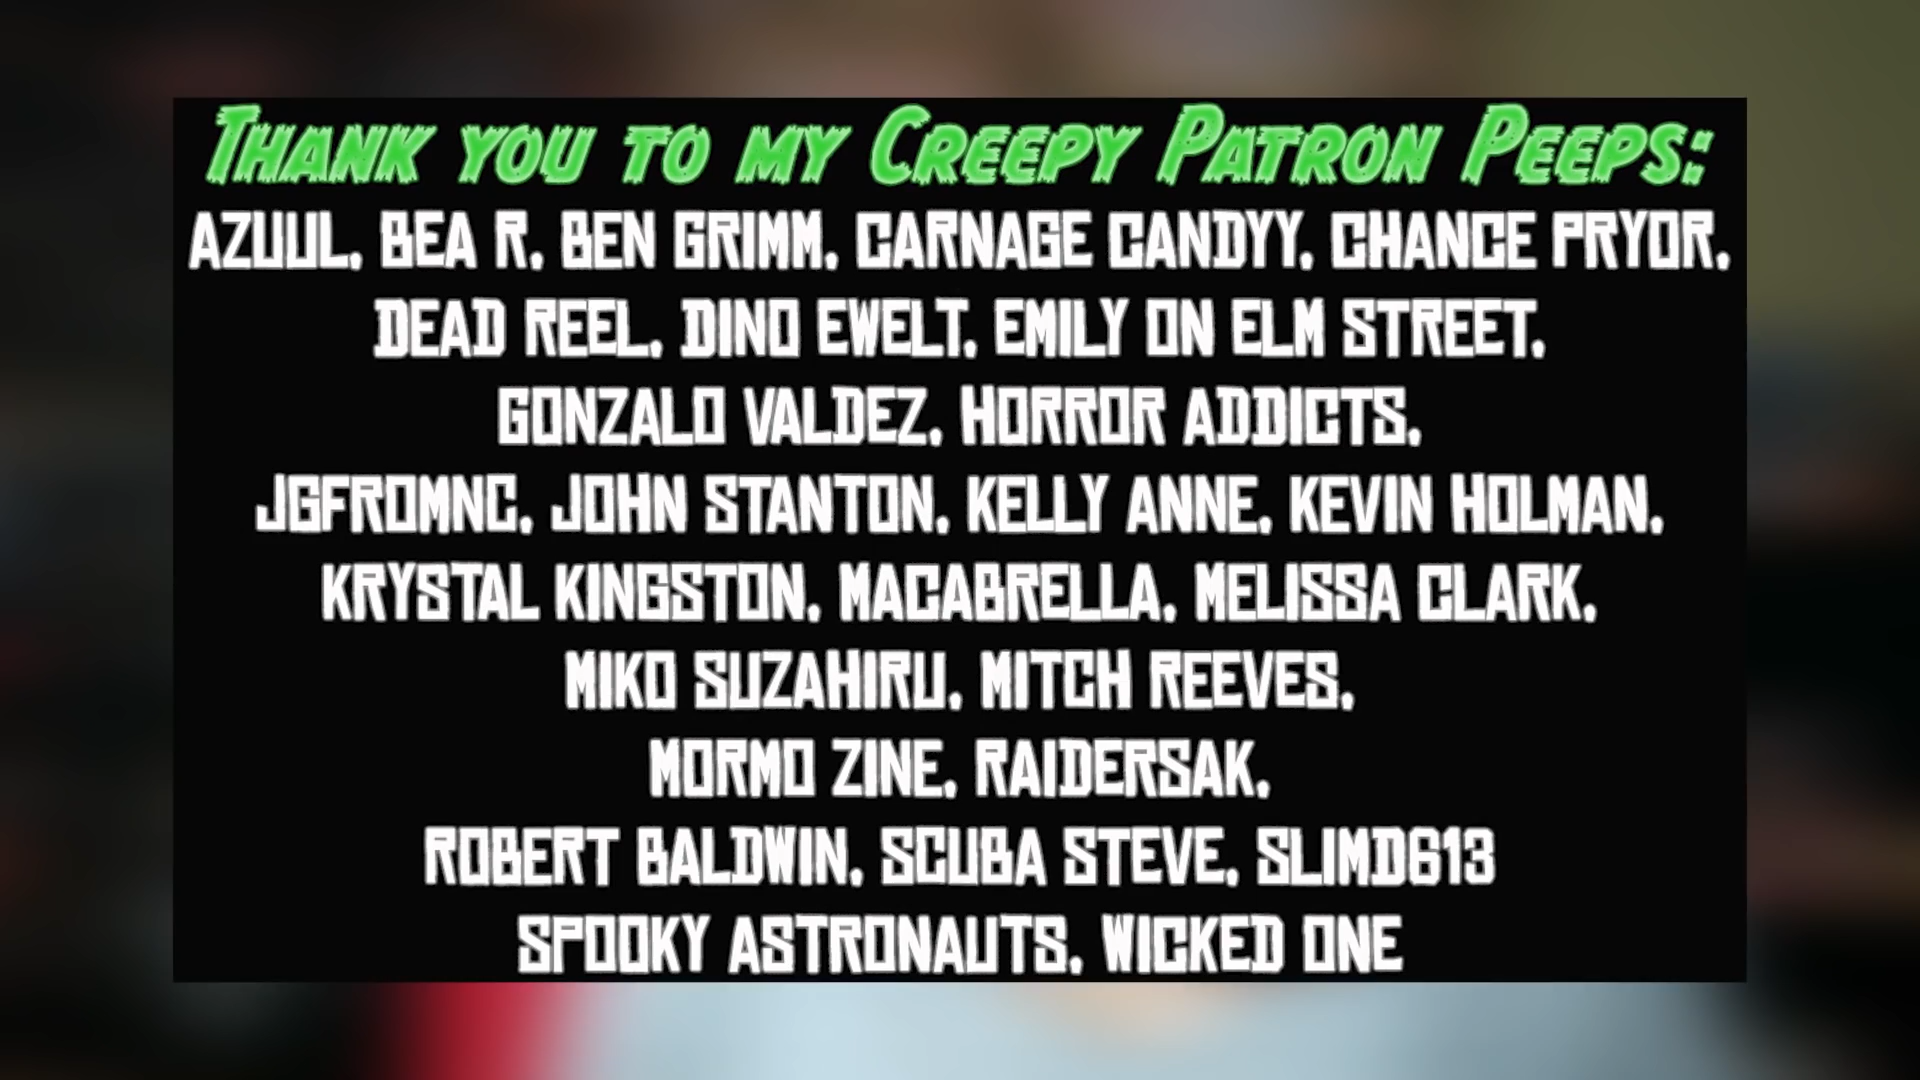 Thank you to my Creepy Patron Peeps:
AZUUL, BEA R, BEN GRIMM, CARNAGE CANDYY, CHANCE PRYOR,
DEAD REEL, DINO EWELT, EMILY ON ELM STREET,
GONZALO VALDEZ, HORROR ADDICTS,
JGFROMNC, JOHN STANTON, KELLY ANNE, KEVIN HOLMAN,
KRYSTAL KINGSTON, MACABRELLA, MELISSA CLARK,
MIKO SUZAHIRU, MITCH REEVES,
MORMO ZINE, RAIDERSAK,
ROBERT BALDWIN, SCUBA STEVE, SLIMD613
SPOOKY ASTRONAUTS, WICKED ONE